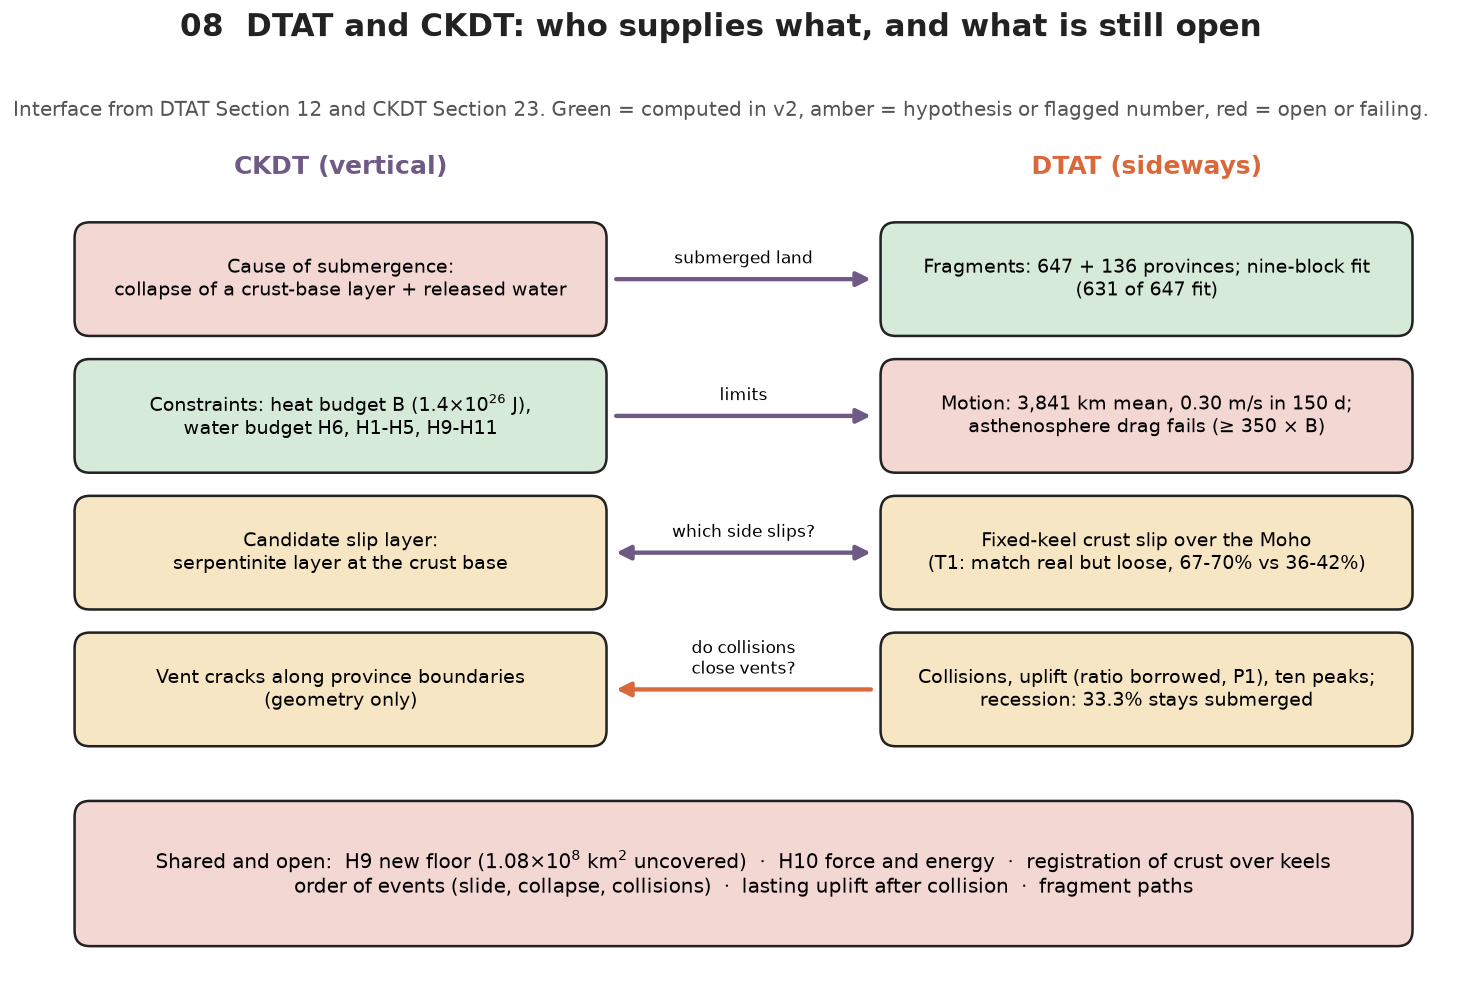 08  DTAT and CKDT: who supplies what, and what is still open
Interface from DTAT Section 12 and CKDT Section 23. Green = computed in v2, amber = hypothesis or flagged number, red = open or failing.
CKDT (vertical)
DTAT (sideways)
Cause of submergence:
collapse of a crust-base layer + released water
submerged land
Fragments: 647 + 136 provinces; nine-block fit
(631 of 647 fit)
Constraints: heat budget B (1.4×10²⁶ J),
water budget H6, H1-H5, H9-H11
limits
Motion: 3,841 km mean, 0.30 m/s in 150 d;
asthenosphere drag fails (≥ 350 × B)
Candidate slip layer:
serpentinite layer at the crust base
which side slips?
Fixed-keel crust slip over the Moho
(T1: match real but loose, 67-70% vs 36-42%)
Vent cracks along province boundaries
(geometry only)
do collisions
close vents?
Collisions, uplift (ratio borrowed, P1), ten peaks;
recession: 33.3% stays submerged
Shared and open:  H9 new floor (1.08×10⁸ km² uncovered)  ·  H10 force and energy  ·  registration of crust over keels
order of events (slide, collapse, collisions)  ·  lasting uplift after collision  ·  fragment paths